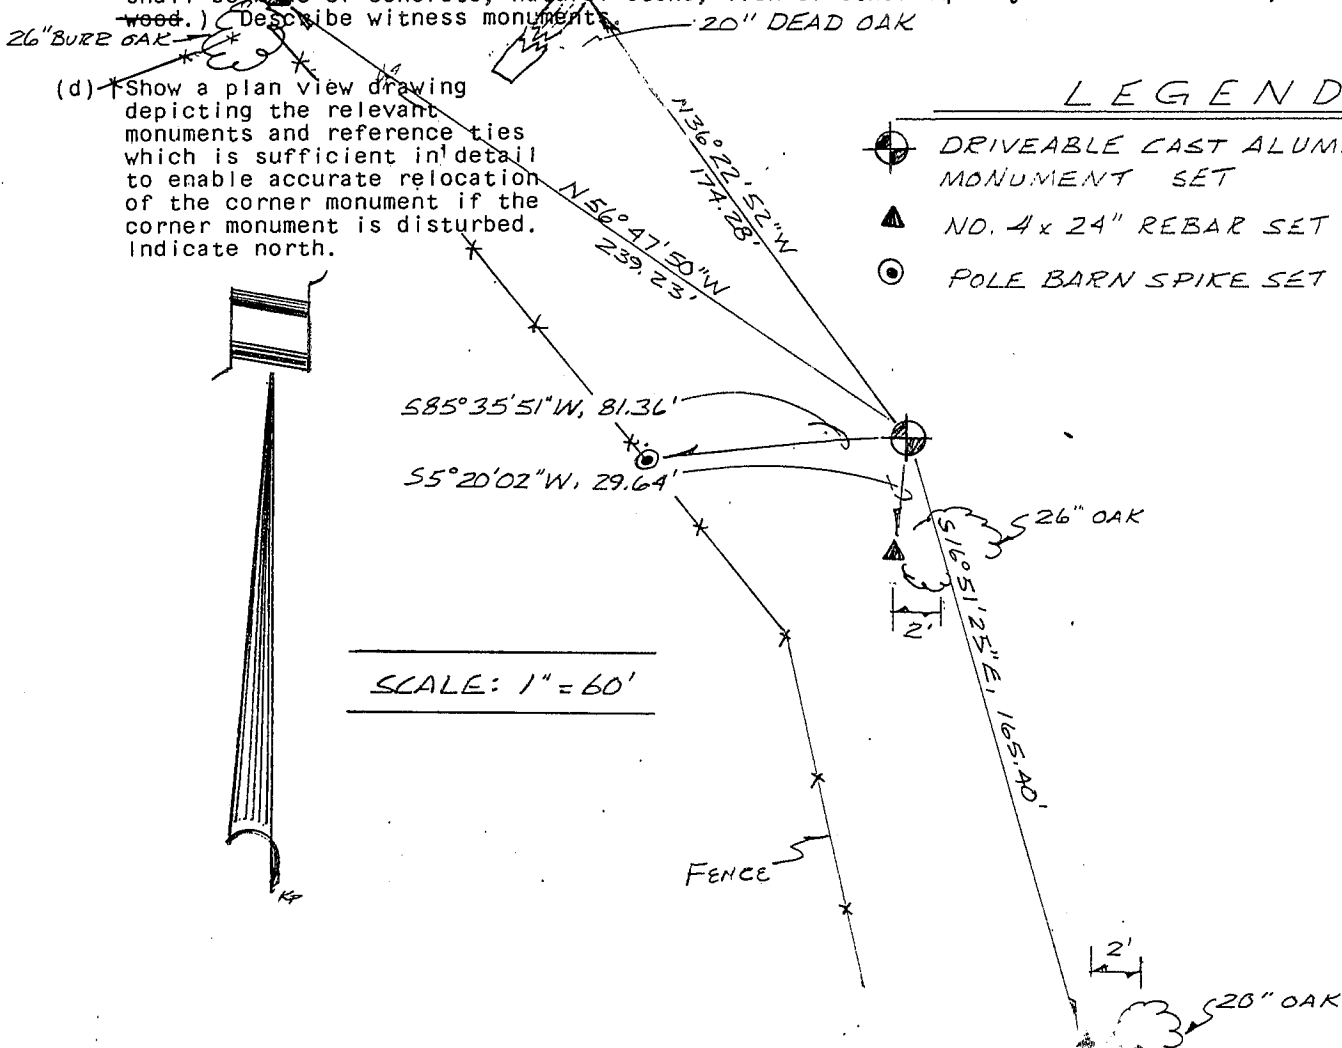 wood.) Describe witness monuments.
26" BURR OAK
20" DEAD OAK
(d) Show a plan view drawing
depicting the relevant
monuments and reference ties
which is sufficient in detail
to enable accurate relocation
of the corner monument if the
corner monument is disturbed.
Indicate north.
LEGEND
DRIVEABLE CAST ALUM
MONUMENT SET
NO. 4 x 24" REBAR SET
POLE BARN SPIKE SET
N36°22'52"W
174.28'
N56°47'50"W
239.23'
S85°35'51"W, 81.36'
S5°20'02"W, 29.64'
26" OAK
2'
S16°51'25"E, 165.40'
SCALE: 1" = 60'
FENCE
KP
2'
20" OAK